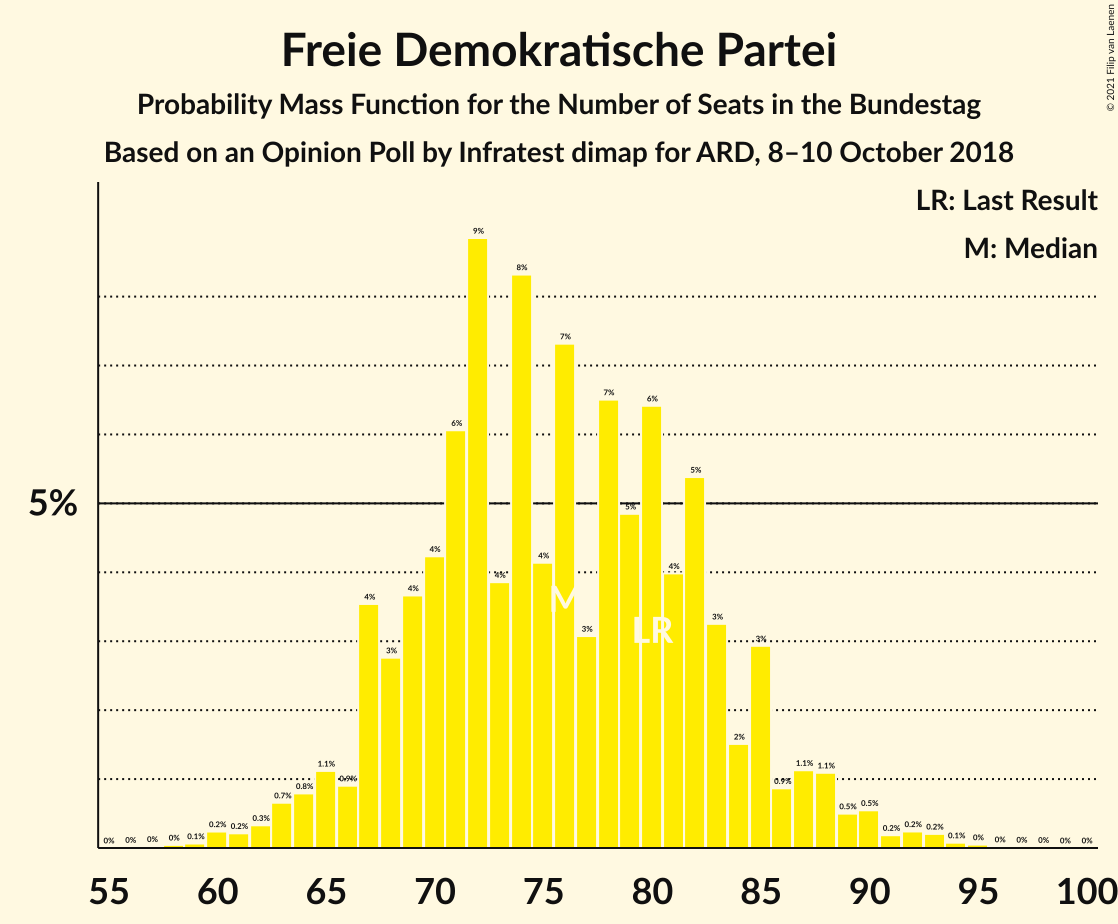 Freie Demokratische Partei
Probability Mass Function for the Number of Seats in the Bundestag
Based on an Opinion Poll by Infratest dimap for ARD, 8–10 October 2018
© 2021 Filip van Laenen
LR: Last Result
M: Median
5%
0% 0% 0% 0% 0.1% 0.2% 0.2% 0.3% 0.7% 0.8% 1.1% 0.9% 4% 3% 4% 4% 6% 9% 4% 8% 4% 7% 3% 7% 5% 6% 4% 5% 3% 2% 3% 0.9% 1.1% 1.1% 0.5% 0.5% 0.2% 0.2% 0.2% 0.1% 0% 0% 0% 0% 0% 0%
M
LR
55 60 65 70 75 80 85 90 95 100